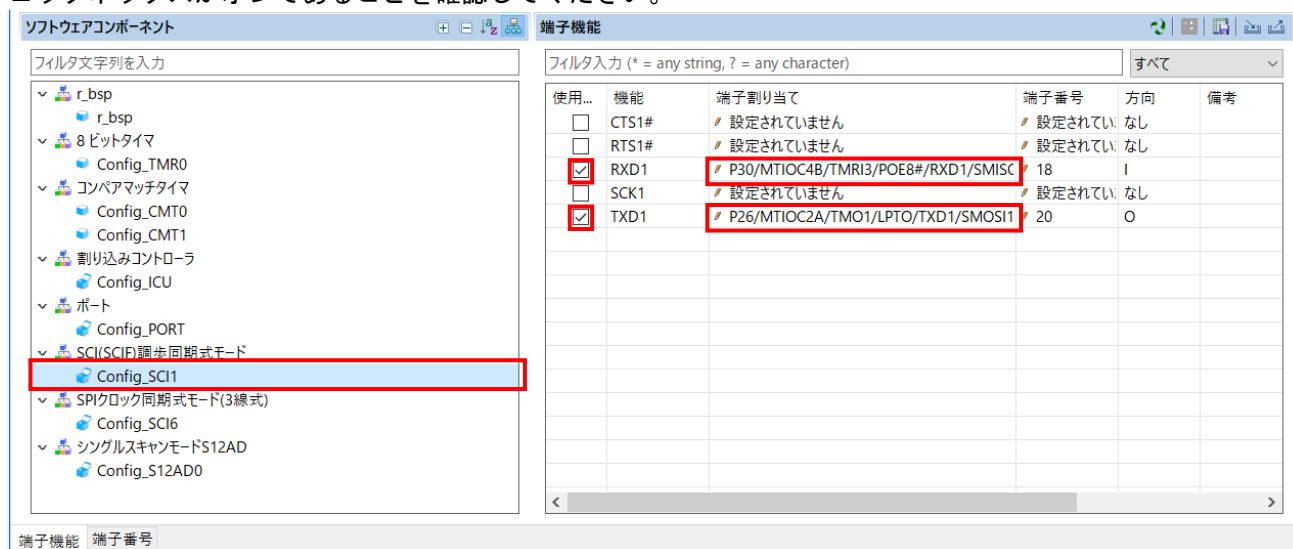 ソフトウェアコンポーネント
フィルタ文字列を入力
r_bsp
r_bsp
8 ビットタイマ
Config_TMR0
コンペアマッチタイマ
Config_CMT0
Config_CMT1
割り込みコントローラ
Config_ICU
ポート
Config_PORT
SCI(SCIF)調歩同期式モード
Config_SCI1
SPIクロック同期式モード(3線式)
Config_SCI6
シングルスキャンモードS12AD
Config_S12AD0
端子機能
フィルタ入力 (* = any string, ? = any character)
すべて
使用... 機能 端子割り当て 端子番号 方向 備考
CTS1# 設定されていません 設定されてい なし
RTS1# 設定されていません 設定されてい なし
RXD1 P30/MTIOC4B/TMRI3/POE8#/RXD1/SMISC 18 I
SCK1 設定されていません 設定されてい なし
TXD1 P26/MTIOC2A/TMO1/LPTO/TXD1/SMOSI1 20 O
端子機能 端子番号